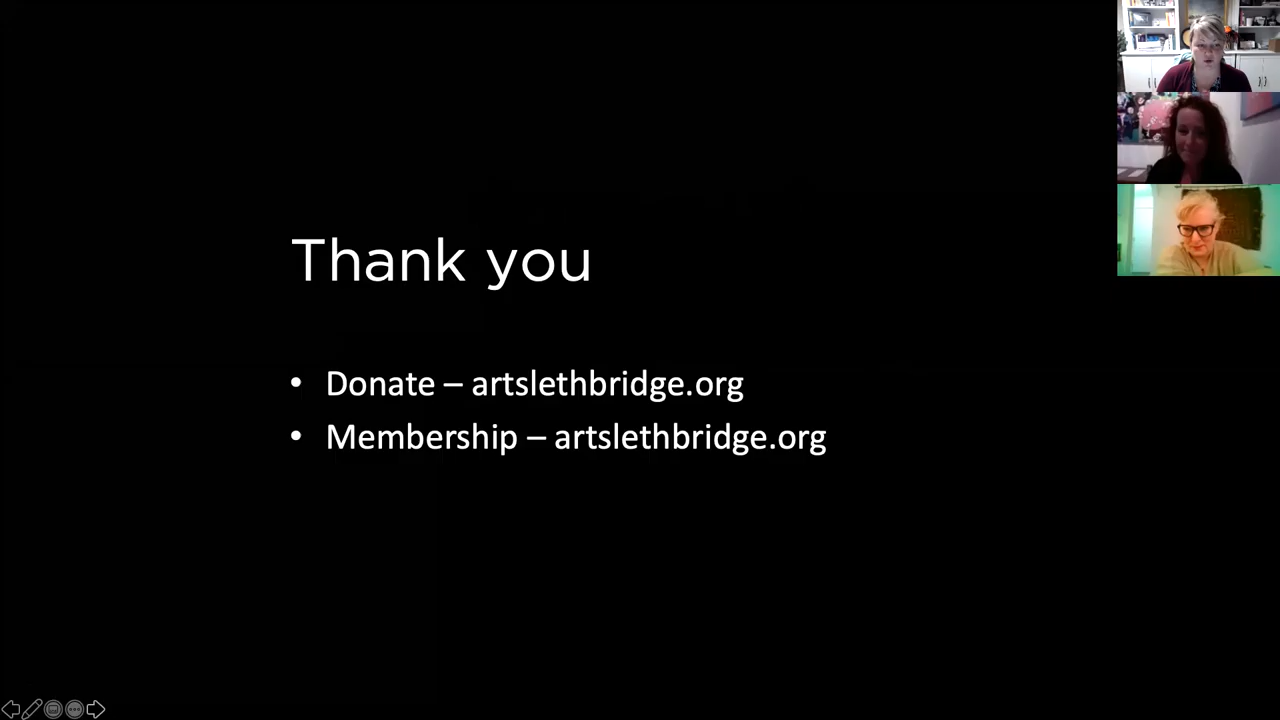 Thank you
• Donate – artslethbridge.org
• Membership – artslethbridge.org